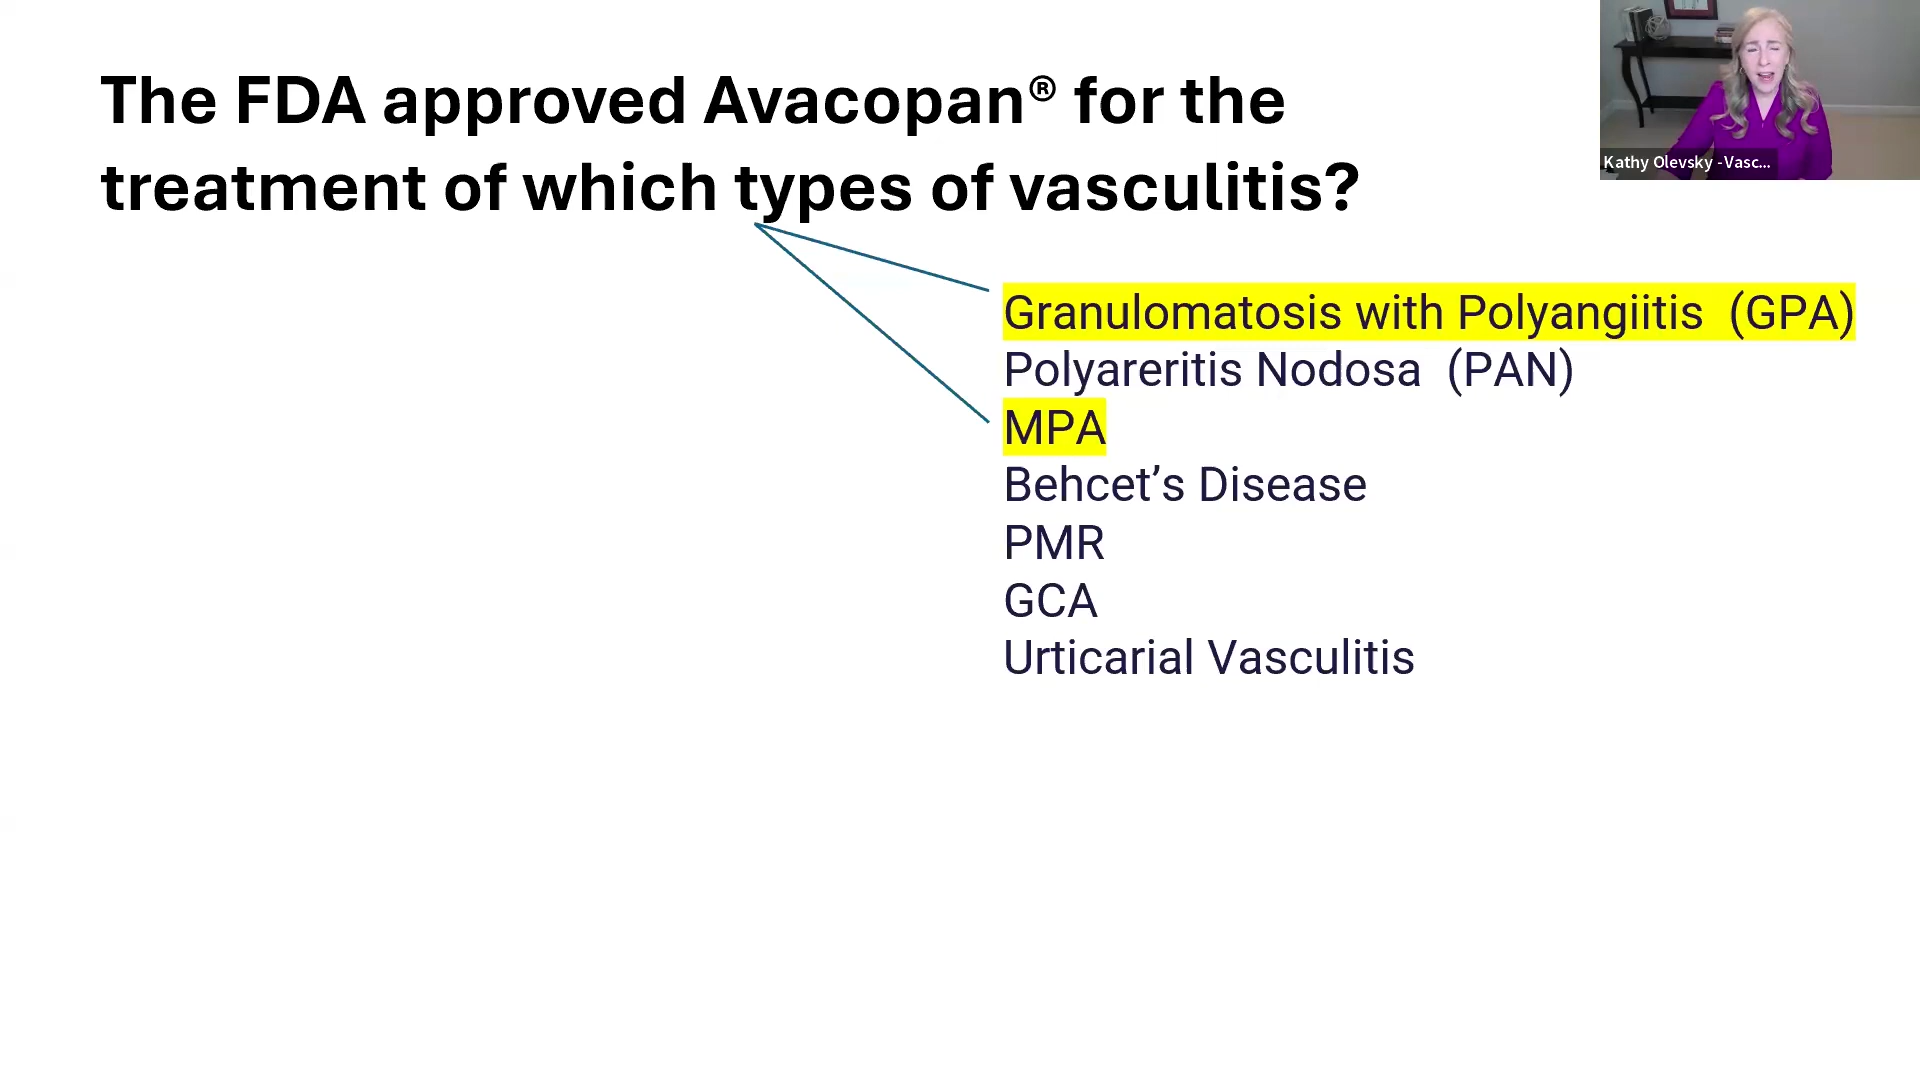 The FDA approved Avacopan® for the
treatment of which types of vasculitis?
Kathy Olevsky -Vasc...
Granulomatosis with Polyangiitis (GPA)
Polyareritis Nodosa (PAN)
MPA
Behcet’s Disease
PMR
GCA
Urticarial Vasculitis